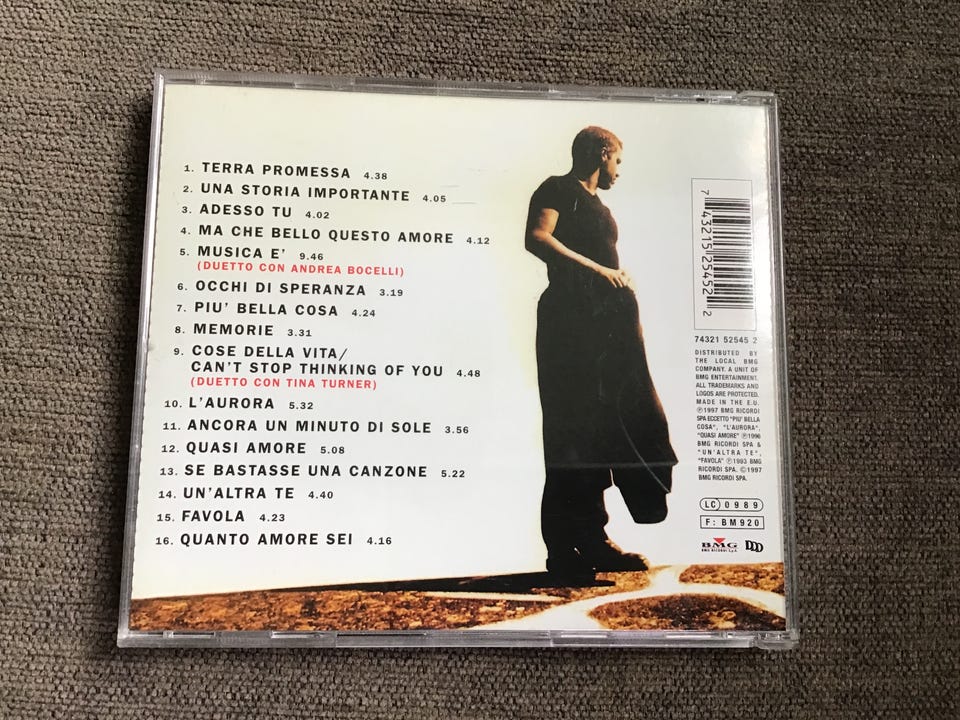 1. TERRA PROMESSA 4.38
2. UNA STORIA IMPORTANTE 4.05
3. ADESSO TU 4.02
4. MA CHE BELLO QUESTO AMORE 4.12
5. MUSICA E' 9.46
(DUETTO CON ANDREA BOCELLI)
6. OCCHI DI SPERANZA 3.19
7. PIU' BELLA COSA 4.24
8. MEMORIE 3.31
9. COSE DELLA VITA/
CAN'T STOP THINKING OF YOU 4.48
(DUETTO CON TINA TURNER)
10. L'AURORA 5.32
11. ANCORA UN MINUTO DI SOLE 3.56
12. QUASI AMORE 5.08
13. SE BASTASSE UNA CANZONE 5.22
14. UN'ALTRA TE 4.40
15. FAVOLA 4.23
16. QUANTO AMORE SEI 4.16
7 43215 25452 2
74321 52545 2
DISTRIBUTED BY
THE LOCAL BMG
COMPANY. A UNIT OF
BMG ENTERTAINMENT.
ALL TRADEMARKS AND
LOGOS ARE PROTECTED.
MADE IN THE E.U.
℗1997 BMG RICORDI
SPA ECCETTO "PIU' BELLA
COSA", "L'AURORA",
"QUASI AMORE" ℗1996
BMG RICORDI SPA &
"UN'ALTRA TE",
"FAVOLA" ℗1993 BMG
RICORDI SPA. ©1997
BMG RICORDI SPA.
LC 0989
F: BM920
BMG
BMG RICORDI S.p.A.
DDD